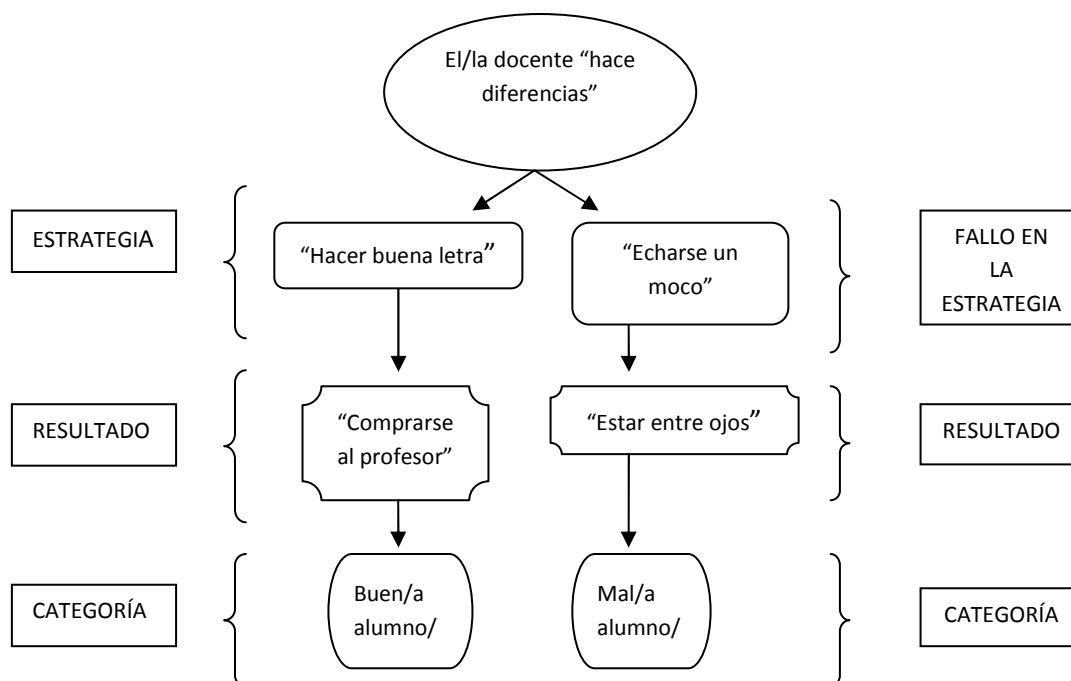 El/la docente “hace
diferencias”
ESTRATEGIA
“Hacer buena letra”
“Echarse un
moco”
FALLO EN
LA
ESTRATEGIA
RESULTADO
“Comprarse
al profesor”
“Estar entre ojos”
RESULTADO
CATEGORÍA
Buen/a
alumno/
Mal/a
alumno/
CATEGORÍA